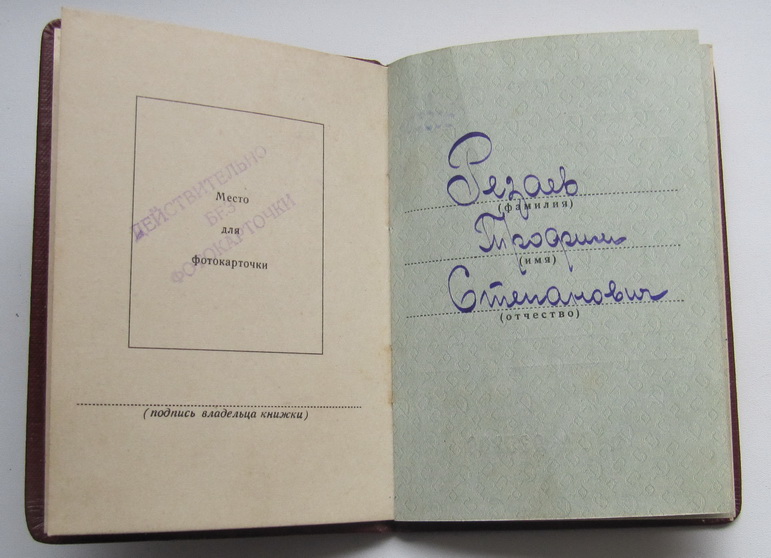 ДЕЙСТВИТЕЛЬНО
БЕЗ
ФОТОКАРТОЧКИ
Место
для
фотокарточки
(подпись владельца книжки)
Резаев
(фамилия)
Трофим
(имя)
Степанович
(отчество)